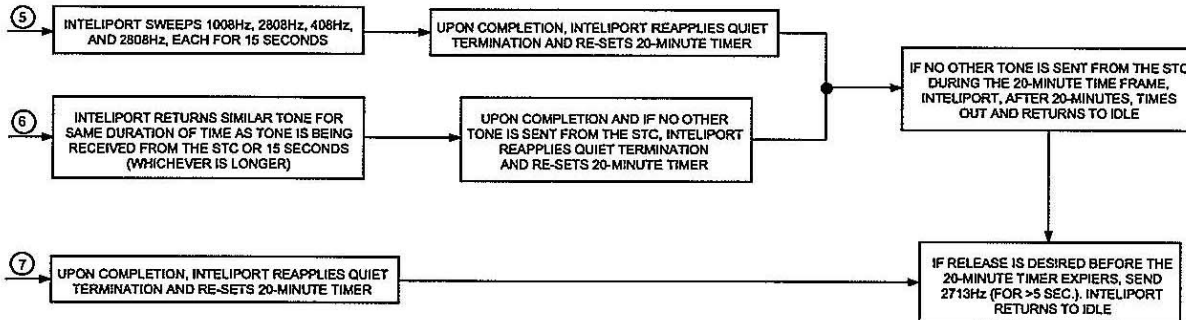 5
INTELIPORT SWEEPS 1008Hz, 2808Hz, 408Hz,
AND 2808Hz, EACH FOR 15 SECONDS
UPON COMPLETION, INTELIPORT REAPPLIES QUIET
TERMINATION AND RE-SETS 20-MINUTE TIMER
IF NO OTHER TONE IS SENT FROM THE STC
DURING THE 20-MINUTE TIME FRAME,
INTELIPORT, AFTER 20-MINUTES, TIMES
OUT AND RETURNS TO IDLE
6
INTELIPORT RETURNS SIMILAR TONE FOR
SAME DURATION OF TIME AS TONE IS BEING
RECEIVED FROM THE STC OR 15 SECONDS
(WHICHEVER IS LONGER)
UPON COMPLETION AND IF NO OTHER
TONE IS SENT FROM THE STC, INTELIPORT
REAPPLIES QUIET TERMINATION
AND RE-SETS 20-MINUTE TIMER
7
UPON COMPLETION, INTELIPORT REAPPLIES QUIET
TERMINATION AND RE-SETS 20-MINUTE TIMER
IF RELEASE IS DESIRED BEFORE THE
20-MINUTE TIMER EXPIERS, SEND
2713Hz (FOR >5 SEC.). INTELIPORT
RETURNS TO IDLE